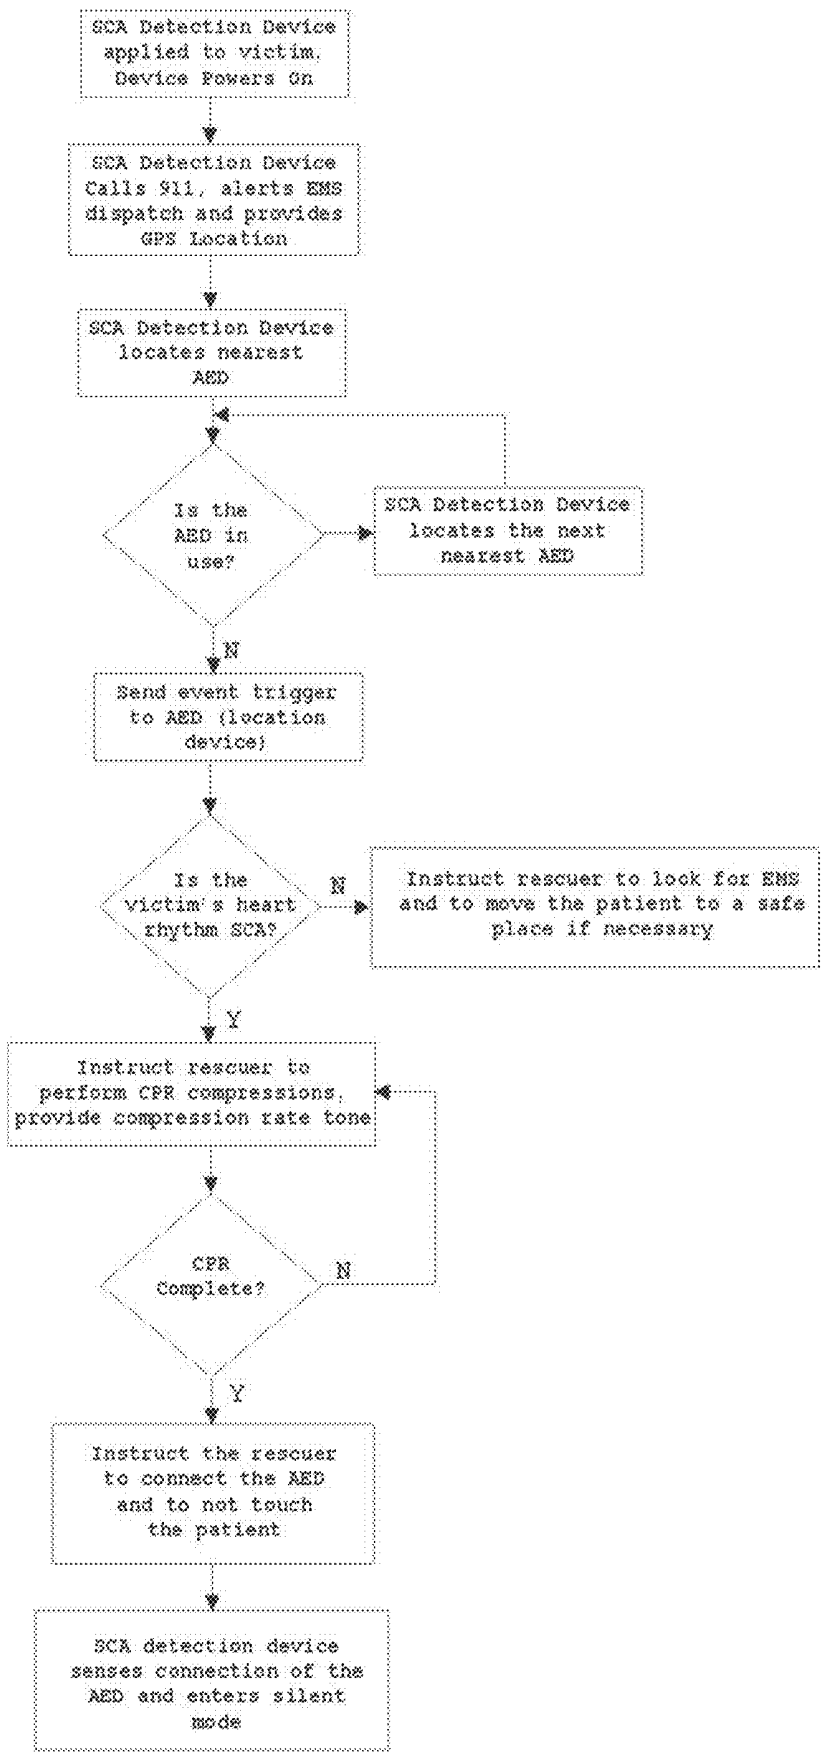 SCA Detection Device
applied to victim.
Device Powers On
SCA Detection Device
Calls 911, alerts EMS
dispatch and provides
GPS Location
SCA Detection Device
locates nearest
AED
Is the
AED in
use?
SCA Detection Device
locates the next
nearest AED
N
Send event trigger
to AED (location
device)
Is the
victim's heart
rhythm SCA?
N
Instruct rescuer to look for EMS
and to move the patient to a safe
place if necessary
Y
Instruct rescuer to
perform CPR compressions,
provide compression rate tone
CPR
Complete?
N
Y
Instruct the rescuer
to connect the AED
and to not touch
the patient
SCA detection device
senses connection of the
AED and enters silent
mode